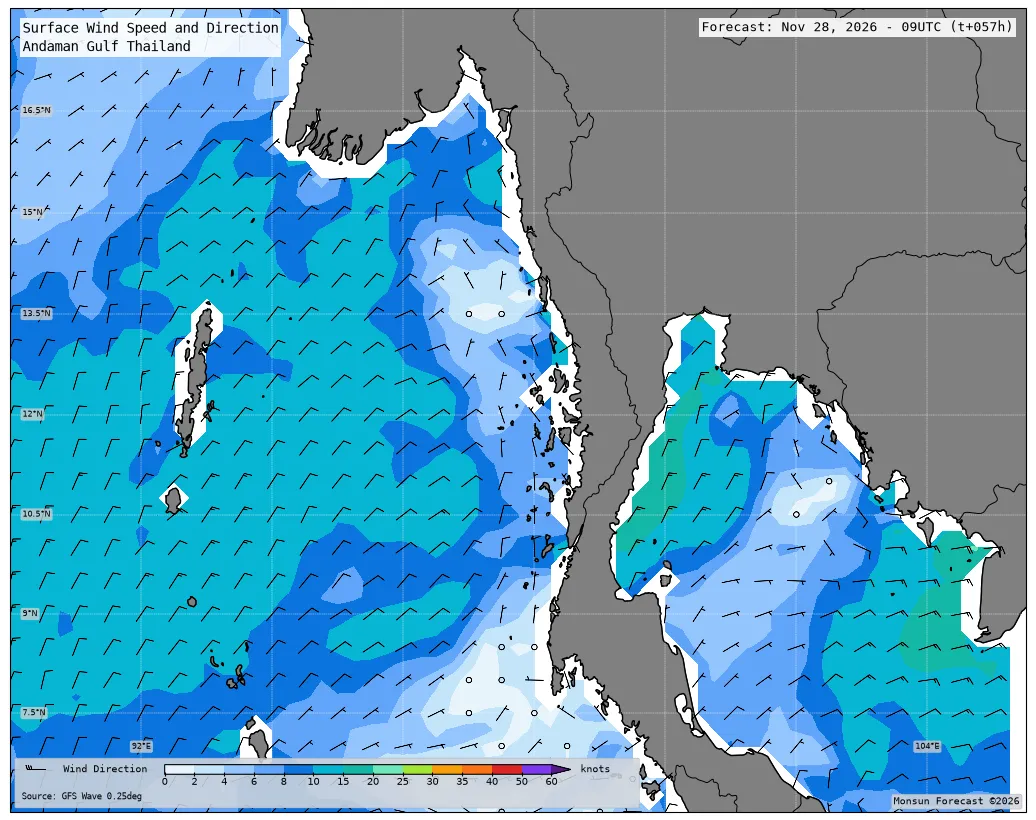 Surface Wind Speed and Direction
Andaman Gulf Thailand
Forecast: Nov 28, 2026 - 09UTC (t+057h)
16.5°N
15°N
13.5°N
12°N
10.5°N
9°N
7.5°N
92°E
104°E
Wind Direction
0 2 4 6 8 10 15 20 25 30 35 40 50 60
knots
Source: GFS Wave 0.25deg
Monsun Forecast ©2026